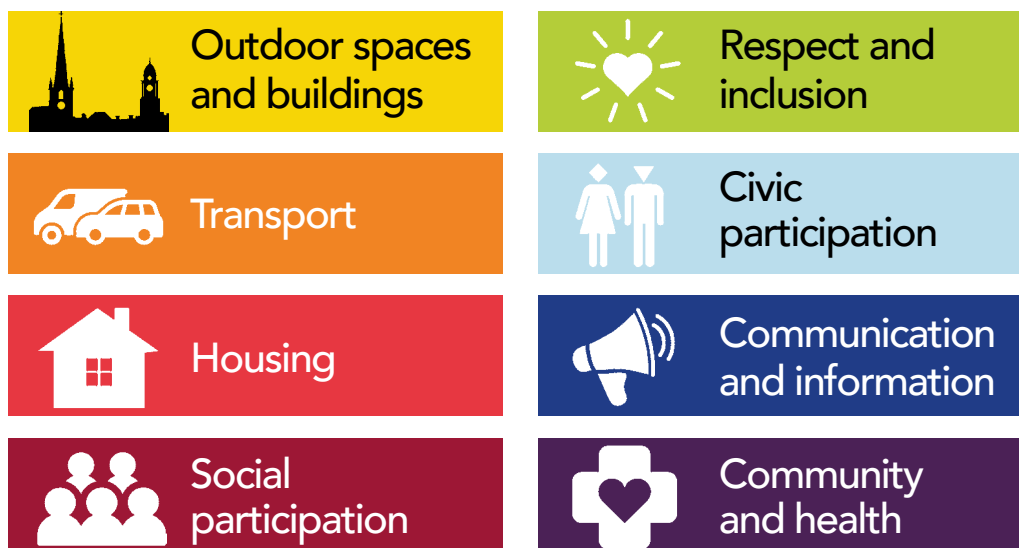 Outdoor spaces
and buildings
Transport
Housing
Social
participation
Respect and
inclusion
Civic
participation
Communication
and information
Community
and health